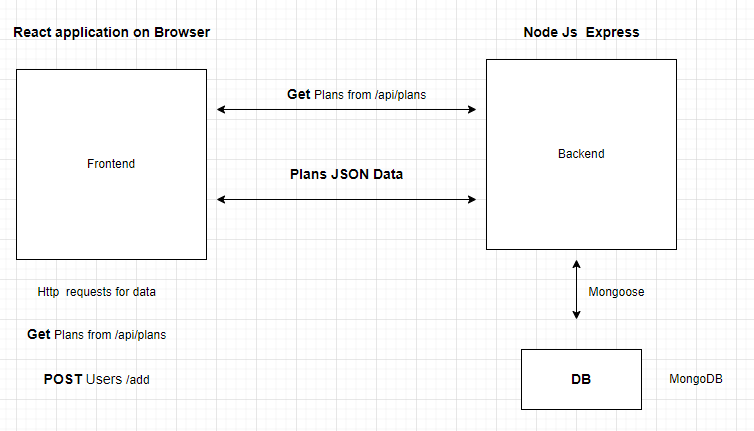 React application on Browser
Node Js Express
Get Plans from /api/plans
Frontend
Backend
Plans JSON Data
Http requests for data
Mongoose
Get Plans from /api/plans
POST Users /add
DB
MongoDB